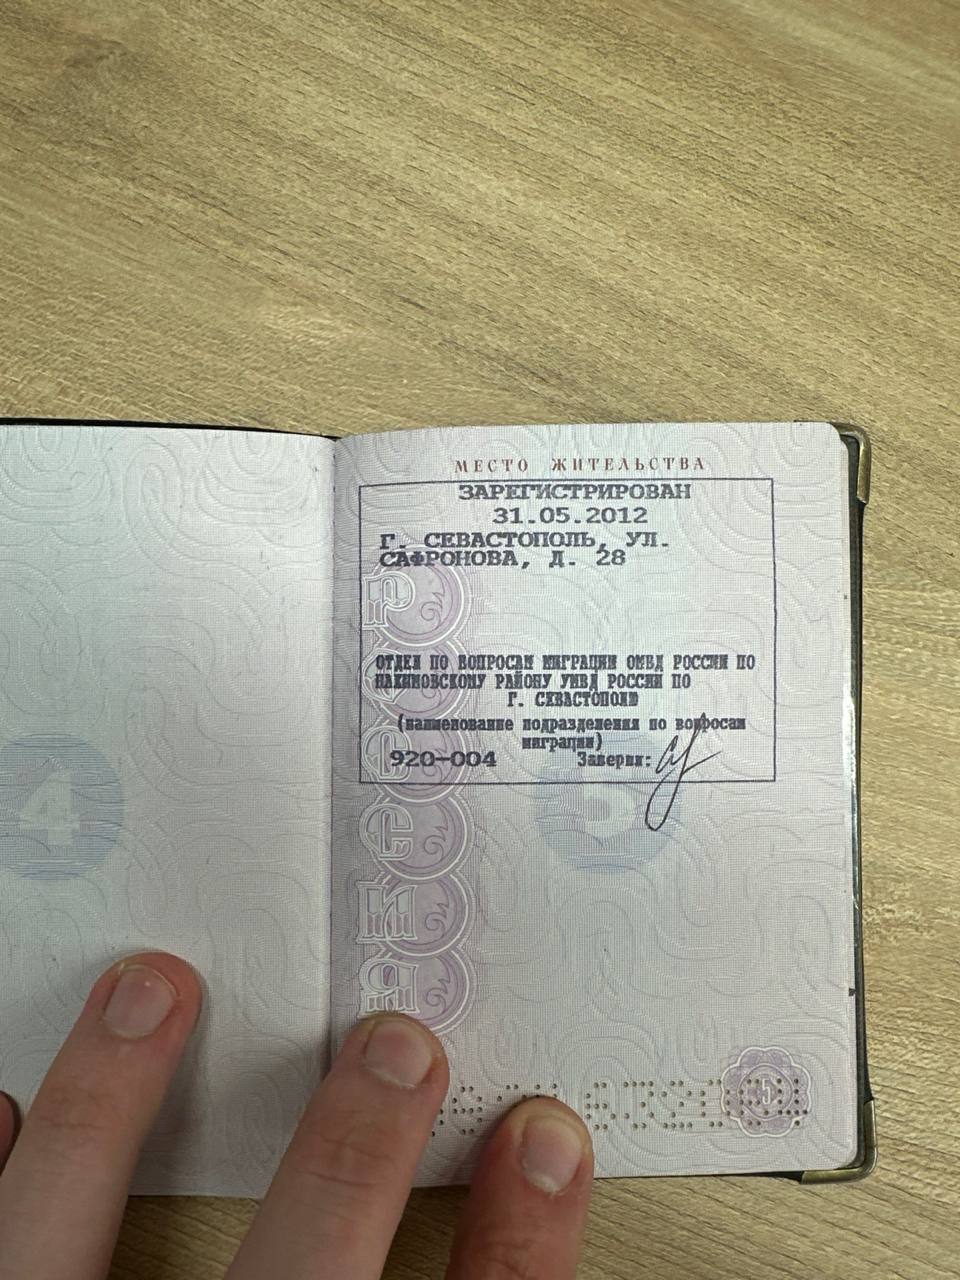 МЕСТО ЖИТЕЛЬСТВА
ЗАРЕГИСТРИРОВАН
31.05.2012
Г. СЕВАСТОПОЛЬ, УЛ.
САФРОНОВА, Д. 28
ОТДЕЛ ПО ВОПРОСАМ МИГРАЦИИ ОМВД РОССИИ ПО
НАХИМОВСКОМУ РАЙОНУ УМВД РОССИИ ПО
Г. СЕВАСТОПОЛЮ
(наименование подразделения по вопросам
миграции)
920-004 Заверил:
4
5
РОССИЯ
5